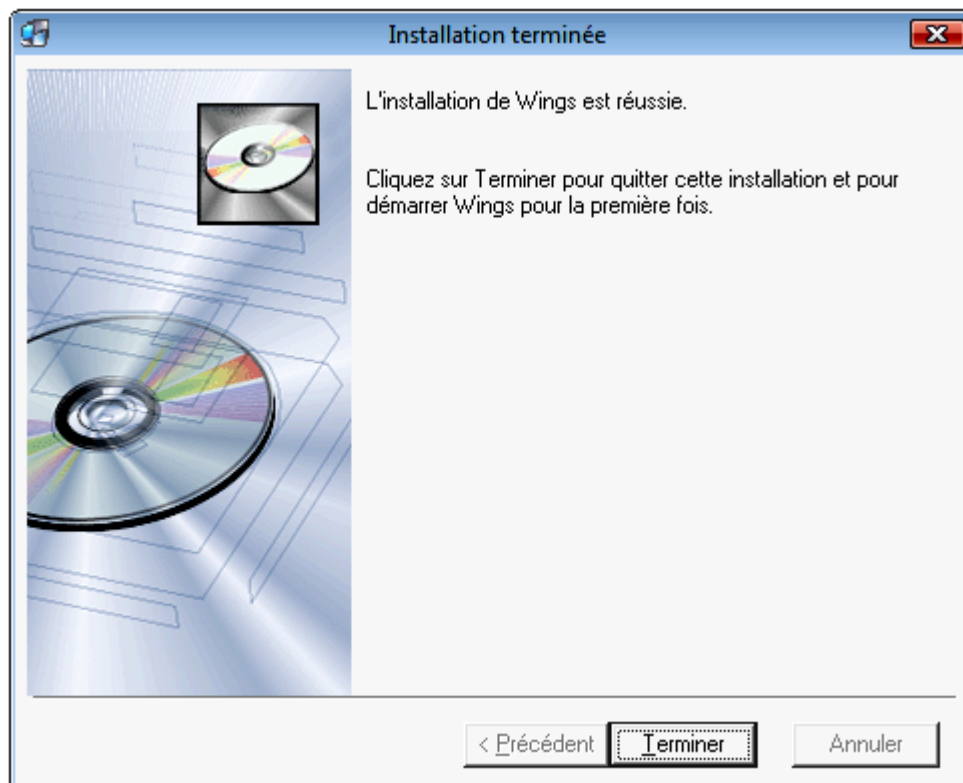 Installation terminée
L'installation de Wings est réussie.
Cliquez sur Terminer pour quitter cette installation et pour
démarrer Wings pour la première fois.
< Précédent
Terminer
Annuler